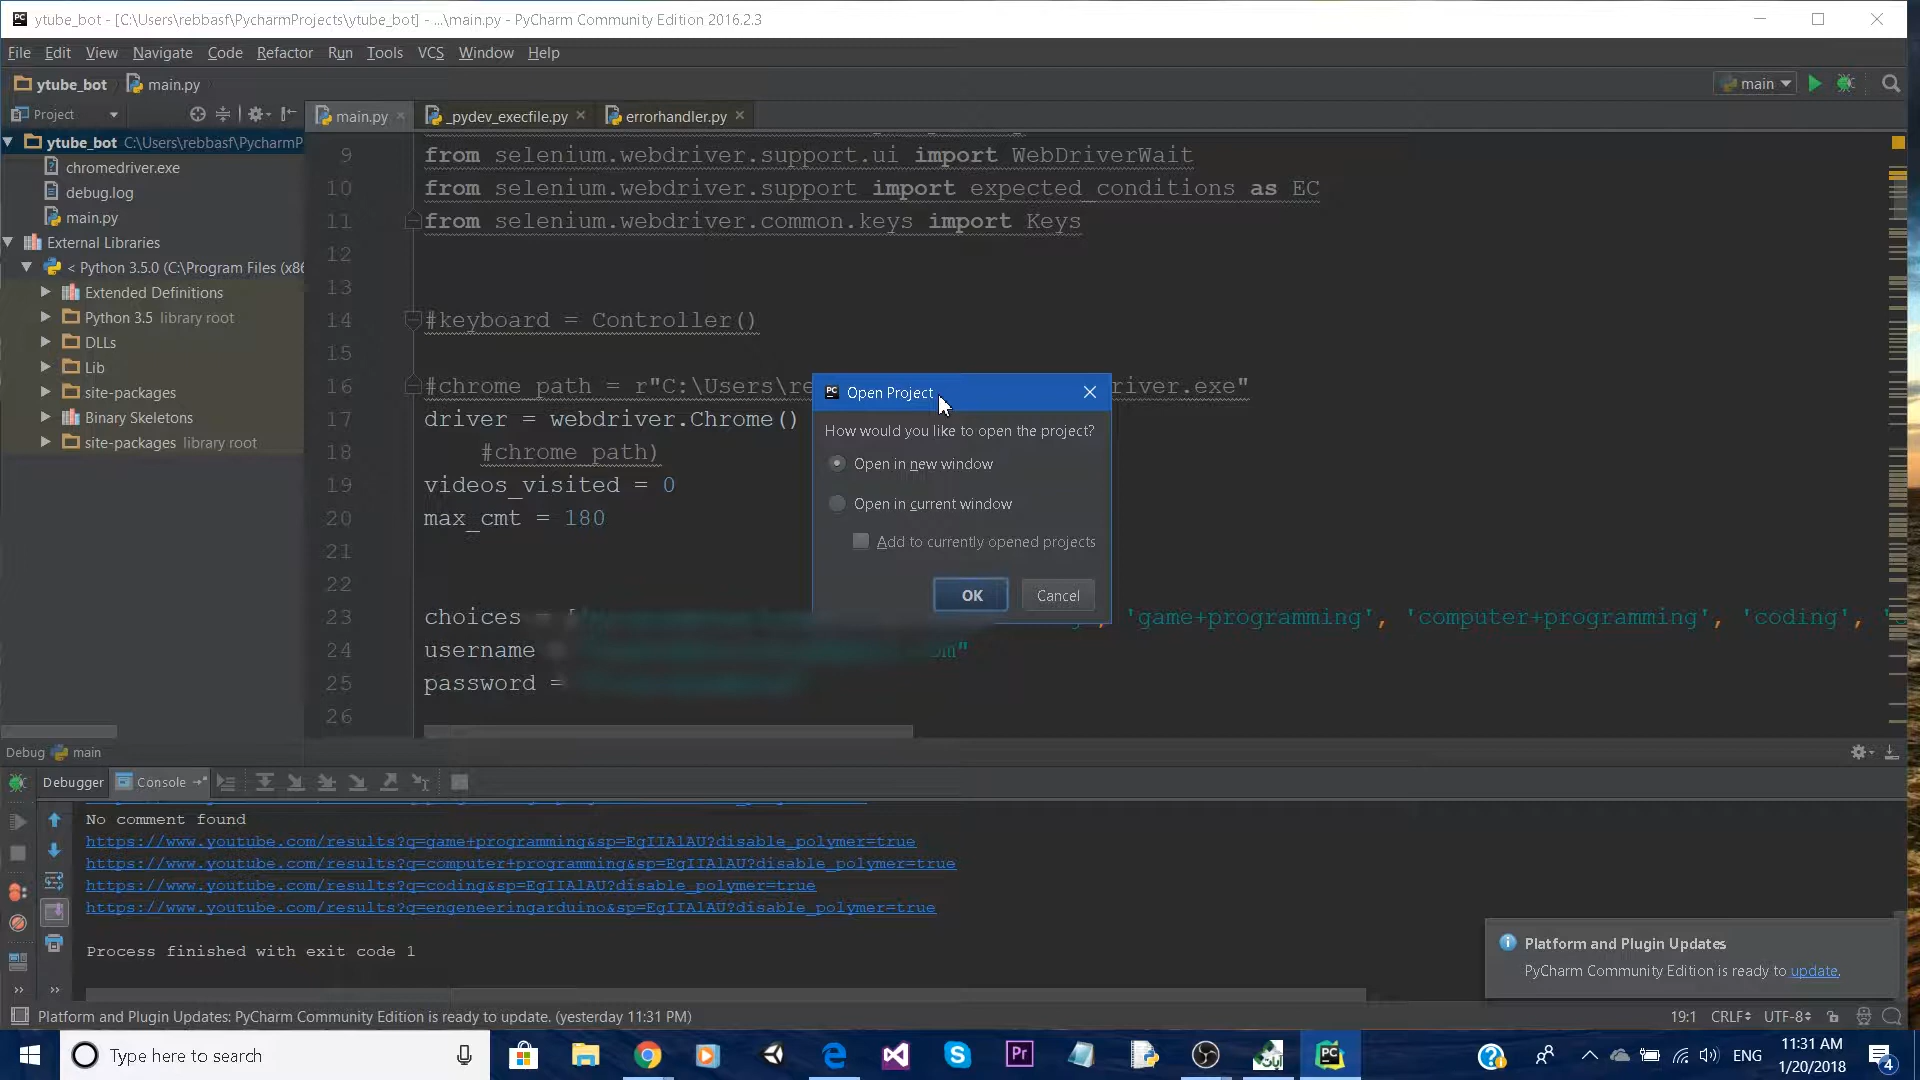 ytube_bot - [C:\Users\rebbasf\PycharmProjects\ytube_bot] - ...\main.py - PyCharm Community Edition 2016.2.3
File Edit View Navigate Code Refactor Run Tools VCS Window Help
ytube_bot main.py
main
Project
main.py
_pydev_execfile.py
errorhandler.py
ytube_bot C:\Users\rebbasf\PycharmP
chromedriver.exe
debug.log
main.py
External Libraries
< Python 3.5.0 (C:\Program Files (x86
Extended Definitions
Python 3.5 library root
DLLs
Lib
site-packages
Binary Skeletons
site-packages library root
9 from selenium.webdriver.support.ui import WebDriverWait
10 from selenium.webdriver.support import expected_conditions as EC
11 from selenium.webdriver.common.keys import Keys
12
13
14 #keyboard = Controller()
15
16 #chrome_path = r"C:\Users\re river.exe"
17 driver = webdriver.Chrome()
18 #chrome_path)
19 videos_visited = 0
20 max_cmt = 180
21
22
23 choices = [ , 'game+programming', 'computer+programming', 'coding',
24 username m"
25 password =
26
Open Project
How would you like to open the project?
Open in new window
Open in current window
Add to currently opened projects
OK Cancel
Debug main
Debugger Console
No comment found
https://www.youtube.com/results?q=game+programming&sp=EgIIAlAU?disable_polymer=true
https://www.youtube.com/results?q=computer+programming&sp=EgIIAlAU?disable_polymer=true
https://www.youtube.com/results?q=coding&sp=EgIIAlAU?disable_polymer=true
https://www.youtube.com/results?q=engeneeringarduino&sp=EgIIAlAU?disable_polymer=true
Process finished with exit code 1
Platform and Plugin Updates
PyCharm Community Edition is ready to update.
Platform and Plugin Updates: PyCharm Community Edition is ready to update. (yesterday 11:31 PM)
19:1 CRLF UTF-8
Type here to search
ENG
11:31 AM
1/20/2018
4